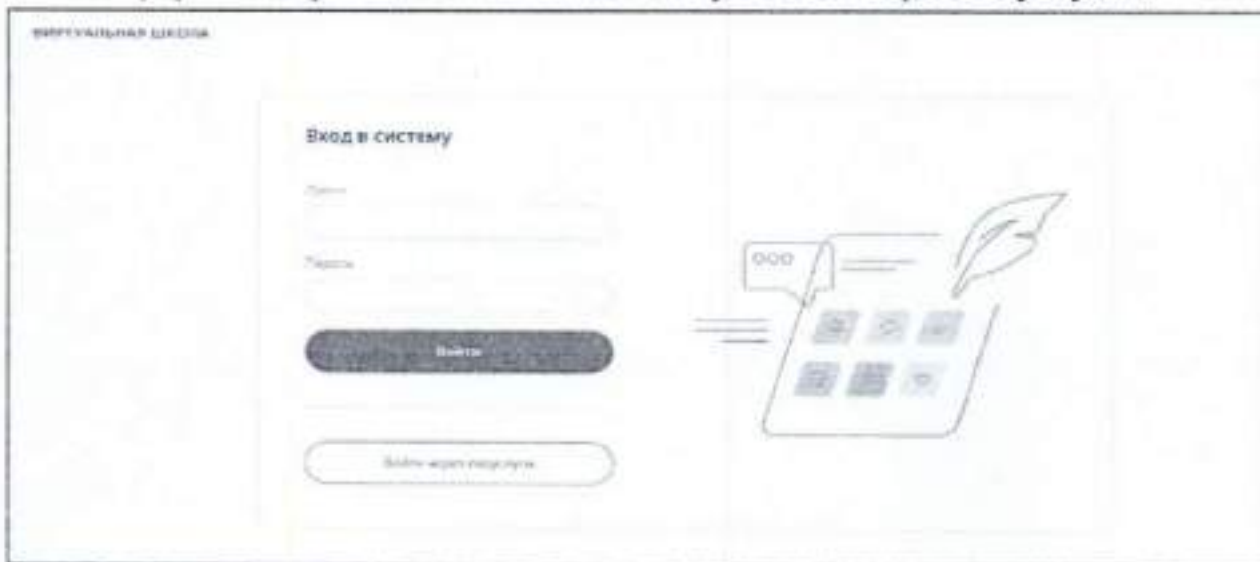 ВИРТУАЛЬНАЯ ШКОЛА
Вход в систему
Логин
Пароль
Войти
Войти через госуслуги